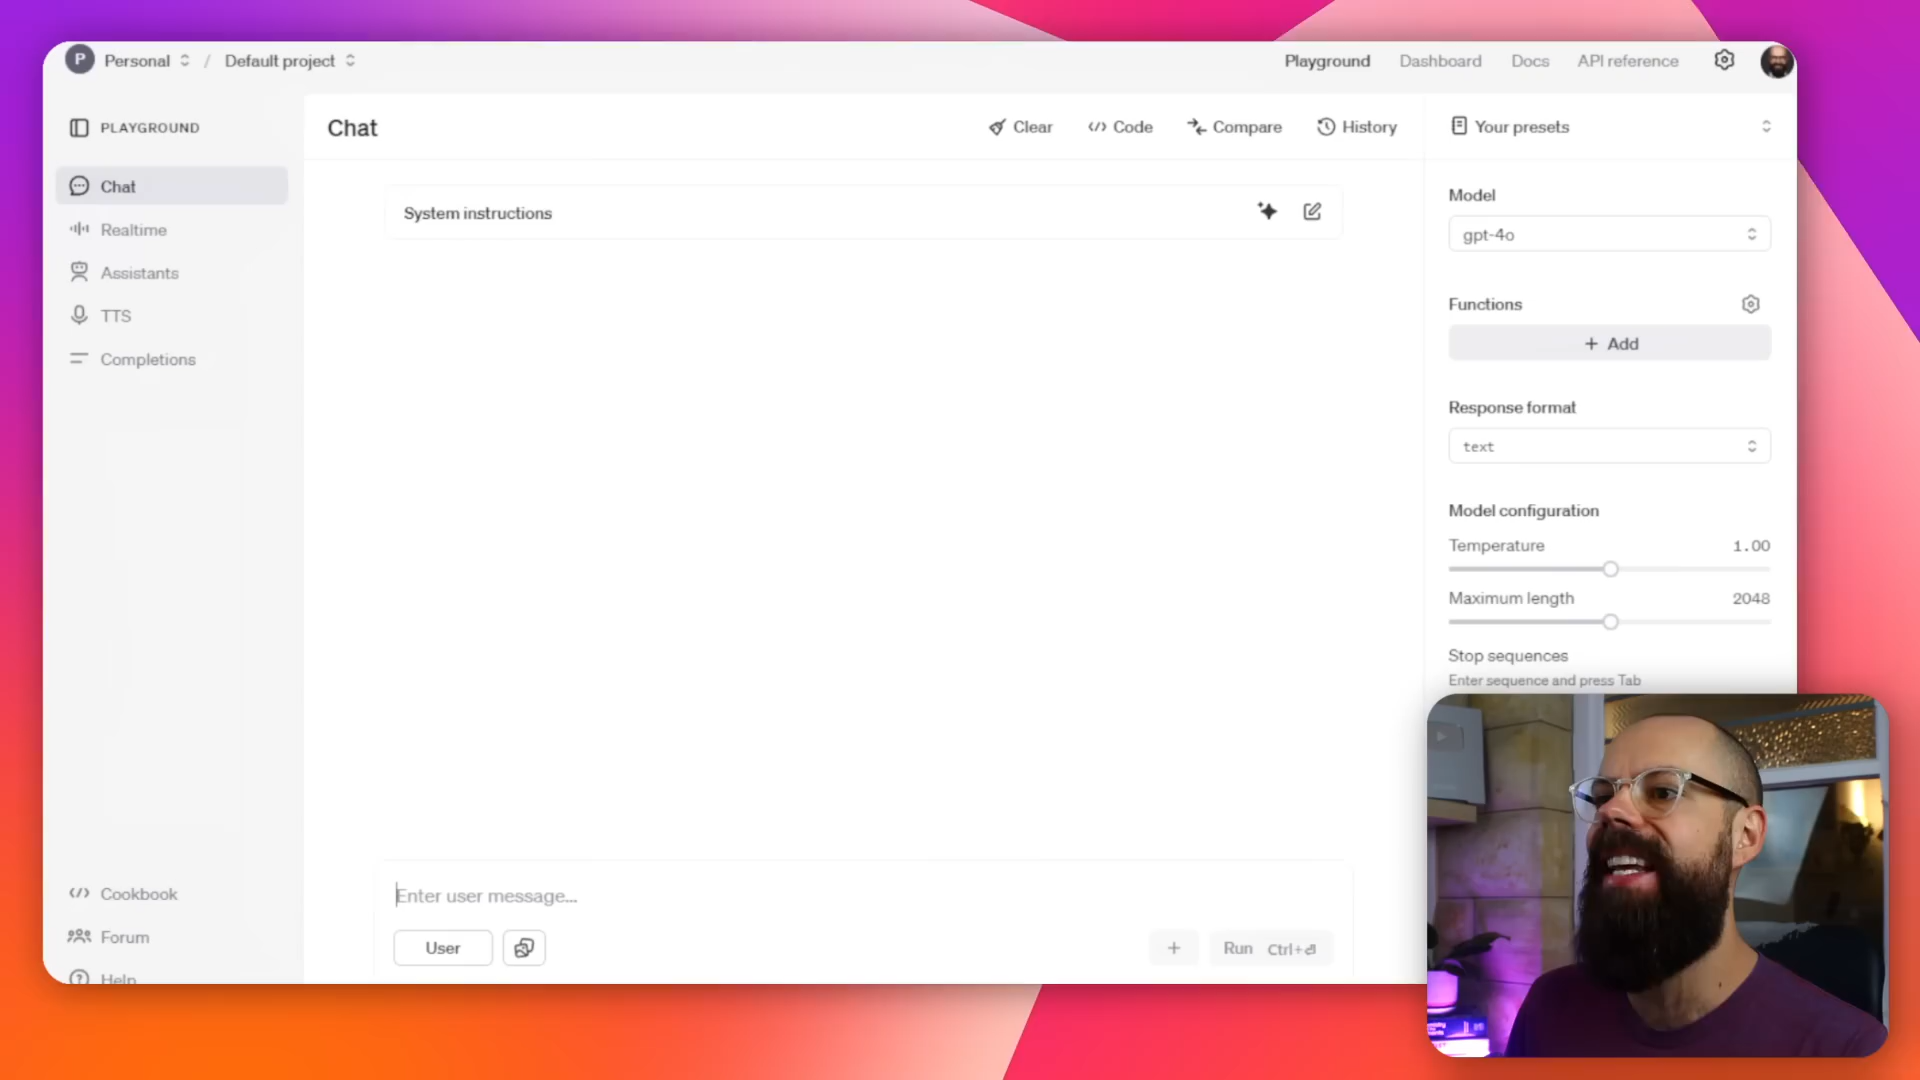 P Personal / Default project
Playground Dashboard Docs API reference
PLAYGROUND
Chat
Realtime
Assistants
TTS
Completions
Cookbook
Forum
Help
Chat
Clear Code Compare History
System instructions
Enter user message...
User
+ Run Ctrl+⏎
Your presets
Model
gpt-4o
Functions
+ Add
Response format
text
Model configuration
Temperature 1.00
Maximum length 2048
Stop sequences
Enter sequence and press Tab